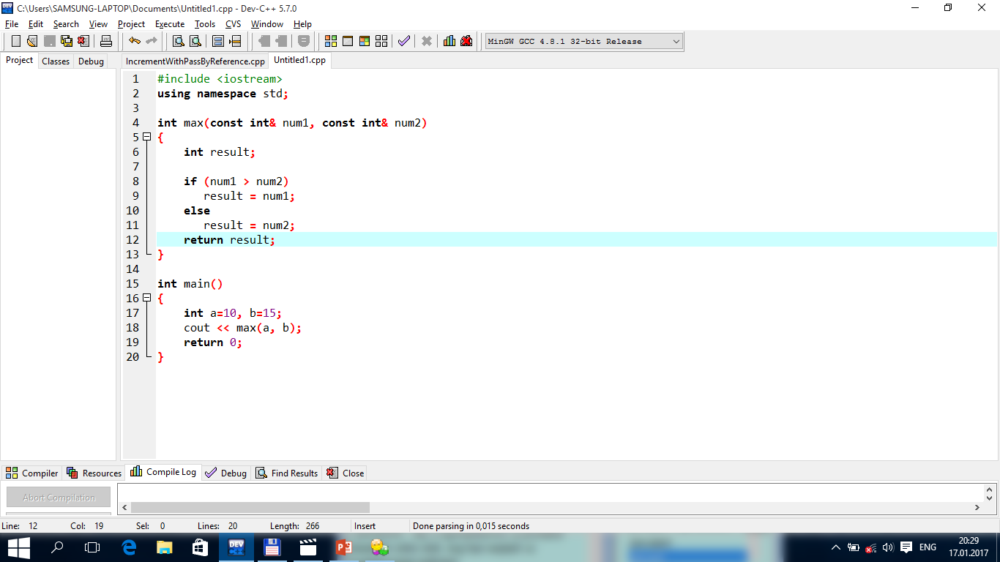 C:\Users\SAMSUNG-LAPTOP\Documents\Untitled1.cpp - Dev-C++ 5.7.0
File Edit Search View Project Execute Tools CVS Window Help
MinGW GCC 4.8.1 32-bit Release
Project Classes Debug
IncrementWithPassByReference.cpp Untitled1.cpp
1 #include <iostream>
2 using namespace std;
3
4 int max(const int& num1, const int& num2)
5 {
6 int result;
7
8 if (num1 > num2)
9 result = num1;
10 else
11 result = num2;
12 return result;
13 }
14
15 int main()
16 {
17 int a=10, b=15;
18 cout << max(a, b);
19 return 0;
20 }
Compiler Resources Compile Log Debug Find Results Close
Abort Compilation
Line: 12 Col: 19 Sel: 0 Lines: 20 Length: 266 Insert Done parsing in 0,015 seconds
DEV
ENG
20:29
17.01.2017